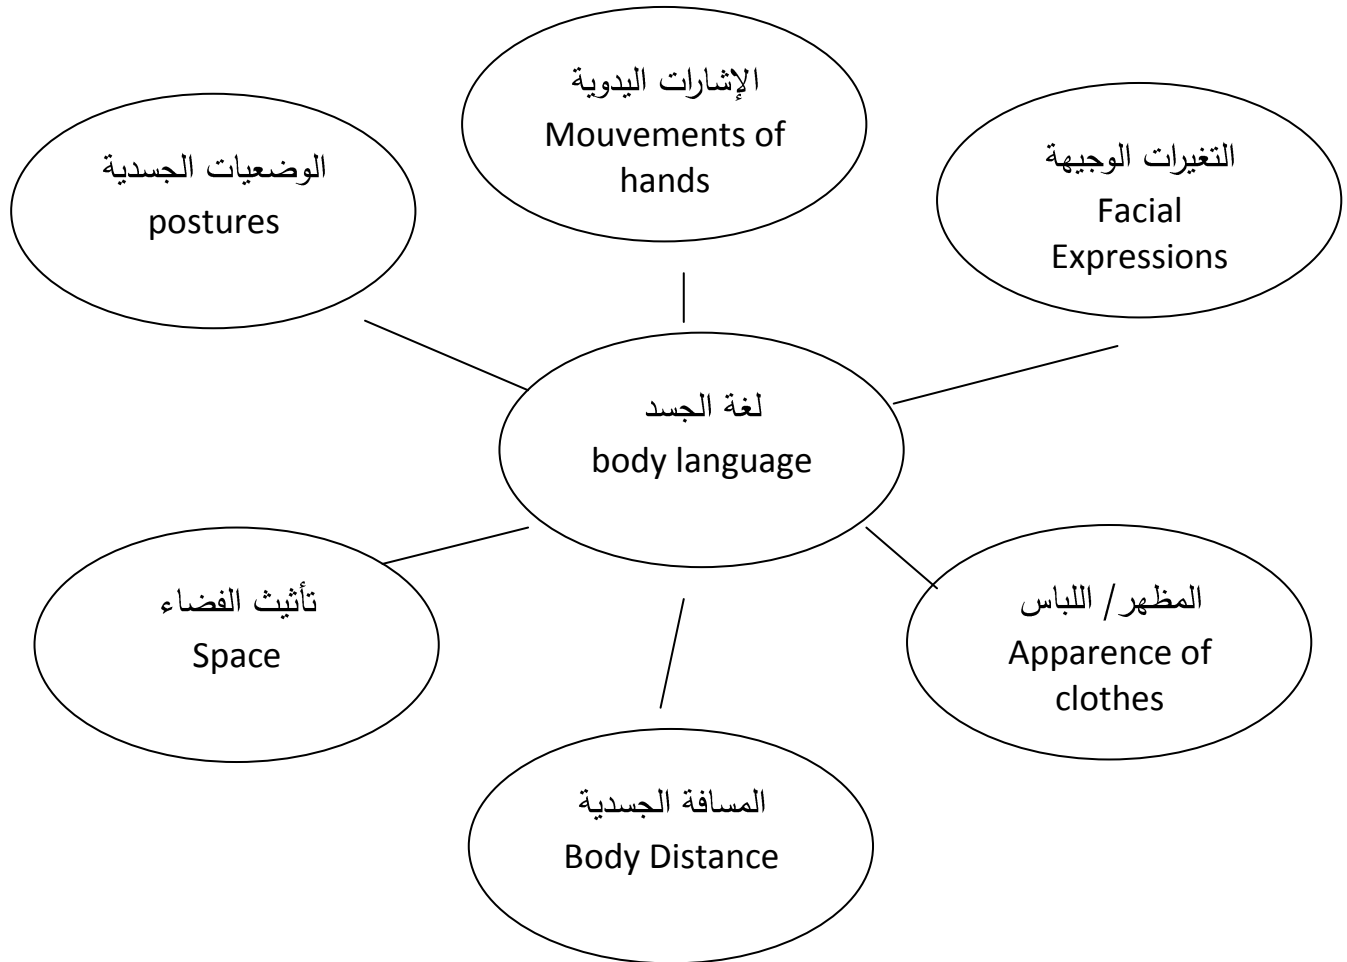 الإشارات اليدوية
Mouvements of
hands
الوضعيات الجسدية
postures
التغيرات الوجيهة
Facial
Expressions
لغة الجسد
body language
تأثيث الفضاء
Space
المظهر/ اللباس
Apparence of
clothes
المسافة الجسدية
Body Distance